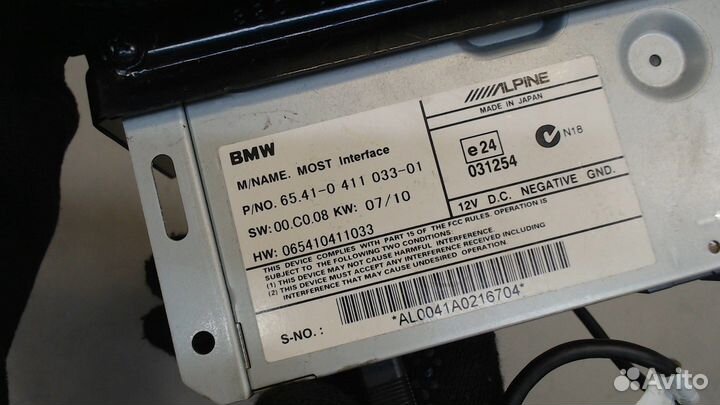 BMW
M/NAME. MOST Interface
P/NO. 65.41-0 411 033-01
SW: 00.C0.08 KW: 07/10
HW: 065410411033
ALPINE
MADE IN JAPAN
e24
031254
N18
12V D.C. NEGATIVE GND.
THIS DEVICE COMPLIES WITH PART 15 OF THE FCC RULES. OPERATION IS
SUBJECT TO THE FOLLOWING TWO CONDITIONS:
(1) THIS DEVICE MAY NOT CAUSE HARMFUL INTERFERENCE
(2) THIS DEVICE MUST ACCEPT ANY INTERFERENCE RECEIVED INCLUDING
INTERFERENCE THAT MAY CAUSE UNDESIRED OPERATION
S-NO.:
*AL0041A0216704*
Avito